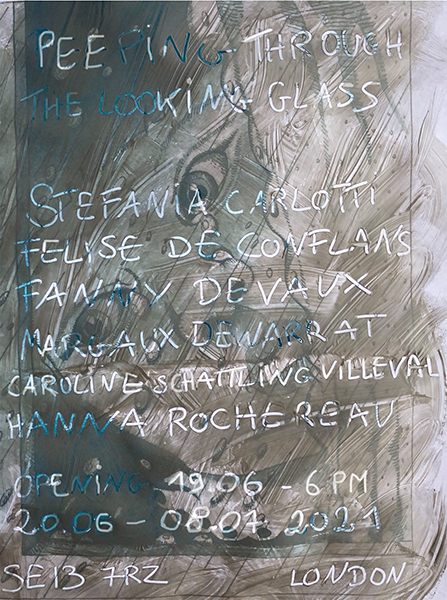 PEEPING THROUGH
THE LOOKING GLASS
STEFANIA CARLOTTI
FELISE DE CONFLANS
FANNY DEVAUX
MARGAUX DEWARRAT
CAROLINE SCHATTLING VILLEVAL
HANNA ROCHEREAU
OPENING 19.06 - 6 PM
20.06 - 08.07 2021
SE13 7RZ LONDON